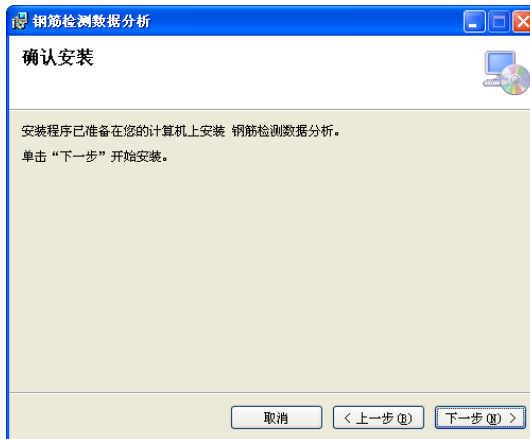 钢筋检测数据分析
确认安装
安装程序已准备在您的计算机上安装 钢筋检测数据分析。
单击“下一步”开始安装。
取消
< 上一步(B)
下一步(N) >